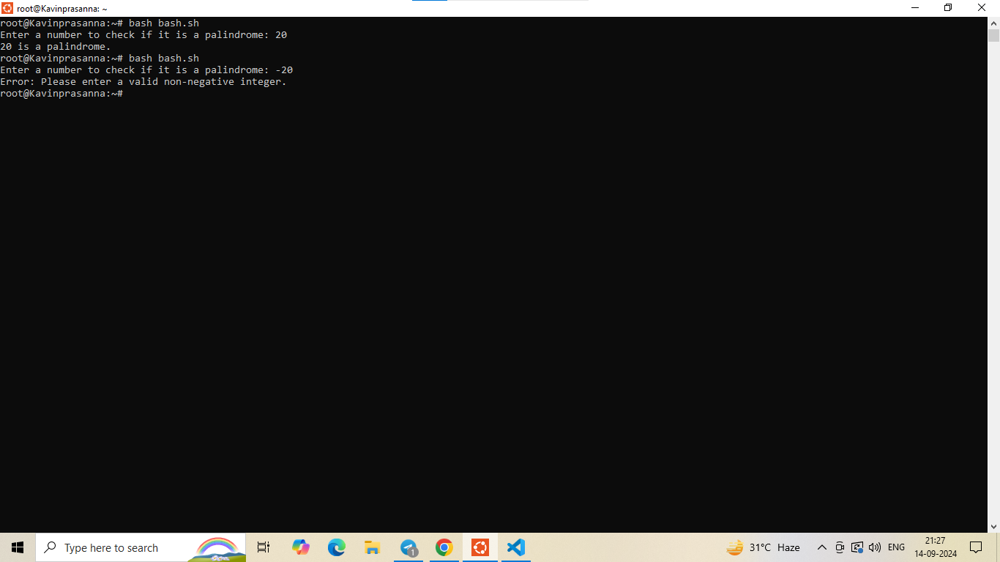 root@Kavinprasanna: ~
root@Kavinprasanna:~# bash bash.sh
Enter a number to check if it is a palindrome: 20
20 is a palindrome.
root@Kavinprasanna:~# bash bash.sh
Enter a number to check if it is a palindrome: -20
Error: Please enter a valid non-negative integer.
root@Kavinprasanna:~#
Type here to search
1
31°C Haze
ENG
21:27
14-09-2024